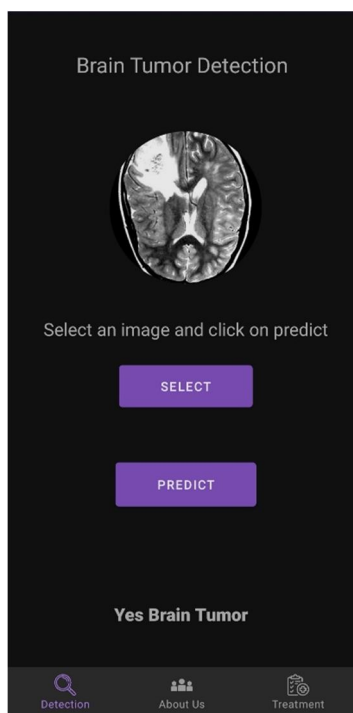 Brain Tumor Detection
Select an image and click on predict
SELECT
PREDICT
Yes Brain Tumor
Detection About Us Treatment